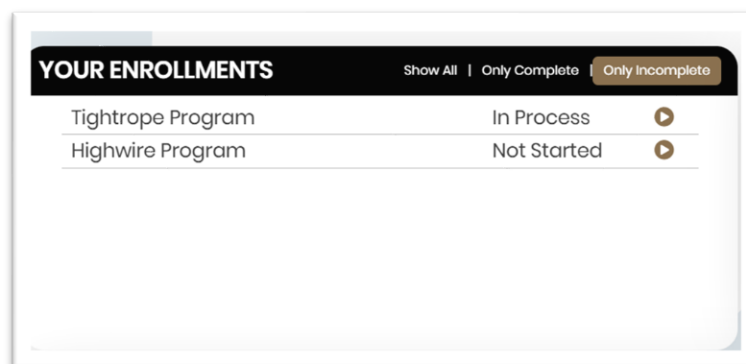 YOUR ENROLLMENTS Show All | Only Complete | Only Incomplete
Tightrope Program In Process
Highwire Program Not Started